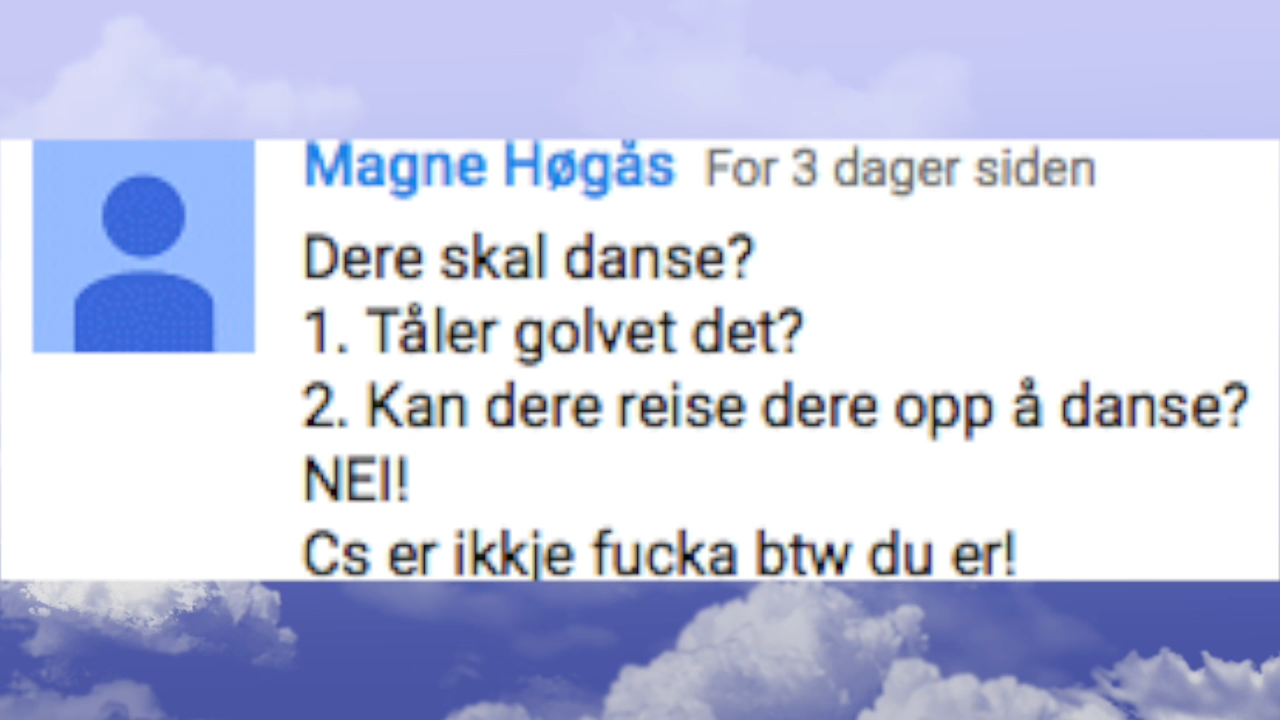 Magne Høgås For 3 dager siden
Dere skal danse?
1. Tåler golvet det?
2. Kan dere reise dere opp å danse?
NEI!
Cs er ikkje fucka btw du er!